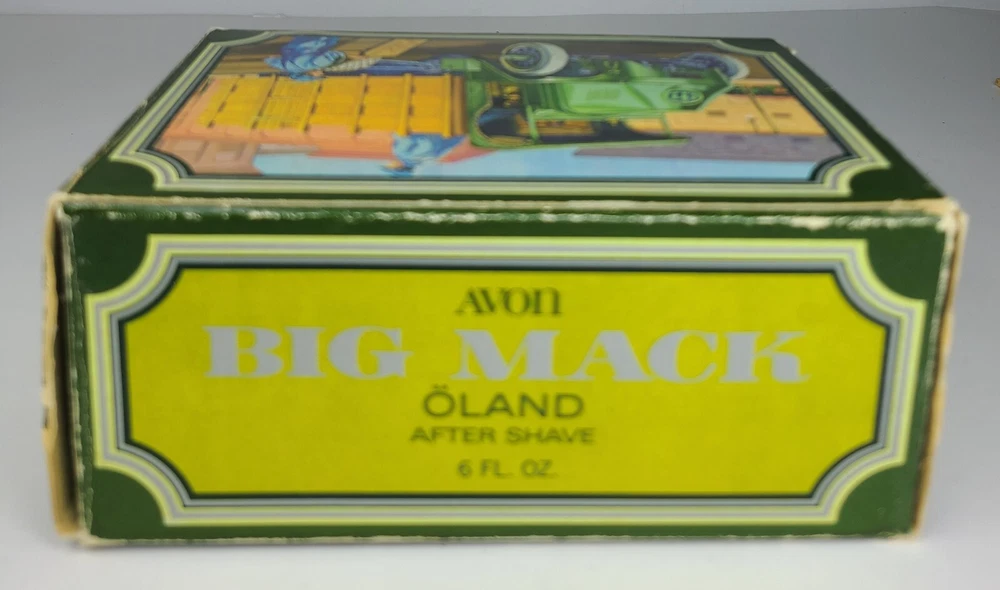 AVON
BIG MACK
ÖLAND
AFTER SHAVE
6 FL. OZ.